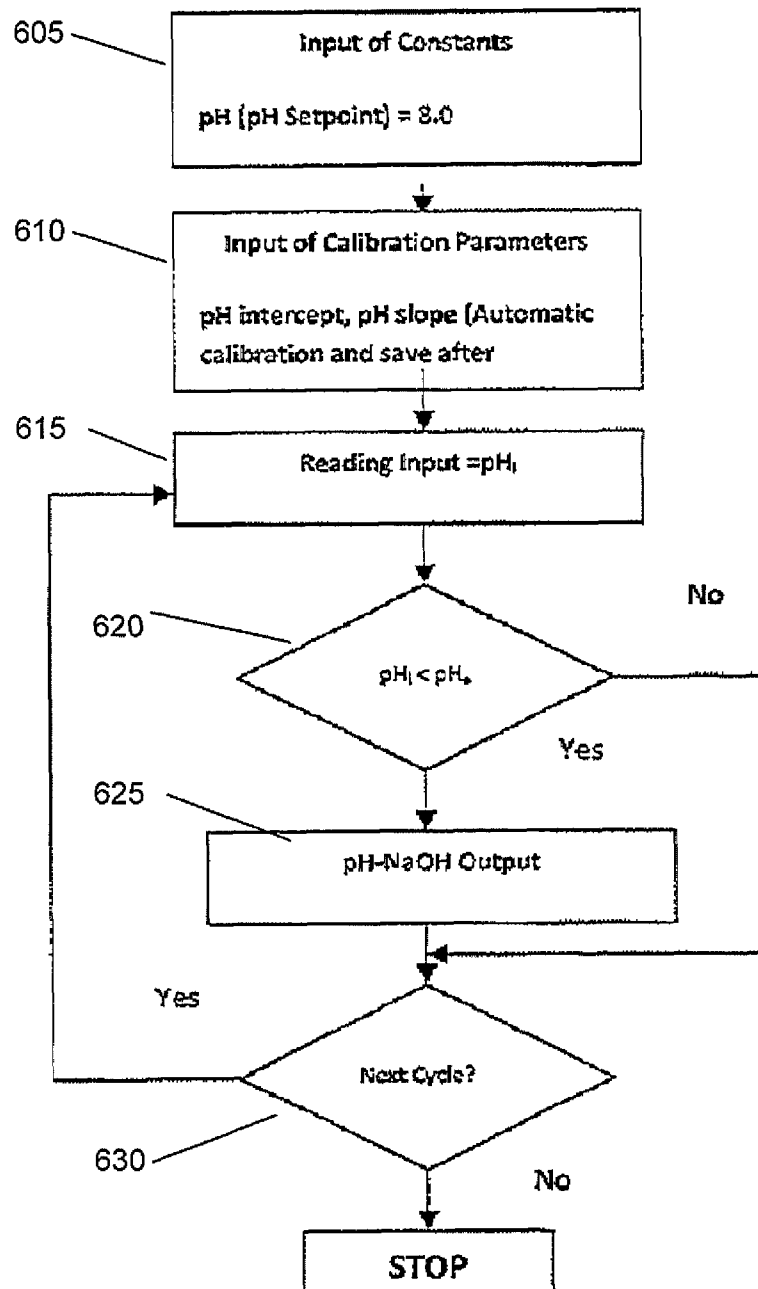 605
Input of Constants
pH (pH Setpoint) = 8.0
610
Input of Calibration Parameters
pH intercept, pH slope (Automatic
calibration and save after
615
Reading Input =pHᵢ
620
No
pHᵢ < pHₛ
Yes
625
pH-NaOH Output
Yes
Next Cycle?
630
No
STOP